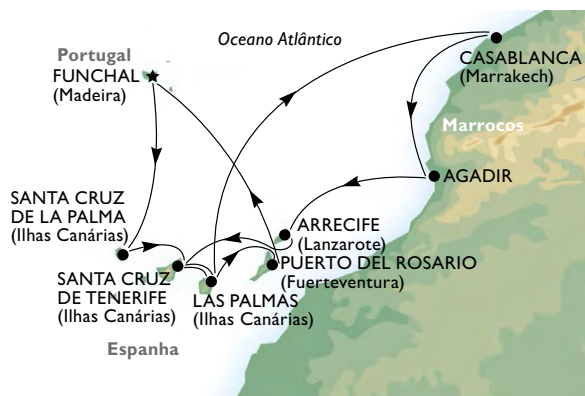 Oceano Atlântico
Portugal
FUNCHAL
(Madeira)
CASABLANCA
(Marrakech)
Marrocos
AGADIR
SANTA CRUZ
DE LA PALMA
(Ilhas Canárias)
ARRECIFE
(Lanzarote)
PUERTO DEL ROSARIO
(Fuerteventura)
SANTA CRUZ
DE TENERIFE
(Ilhas Canárias)
LAS PALMAS
(Ilhas Canárias)
Espanha